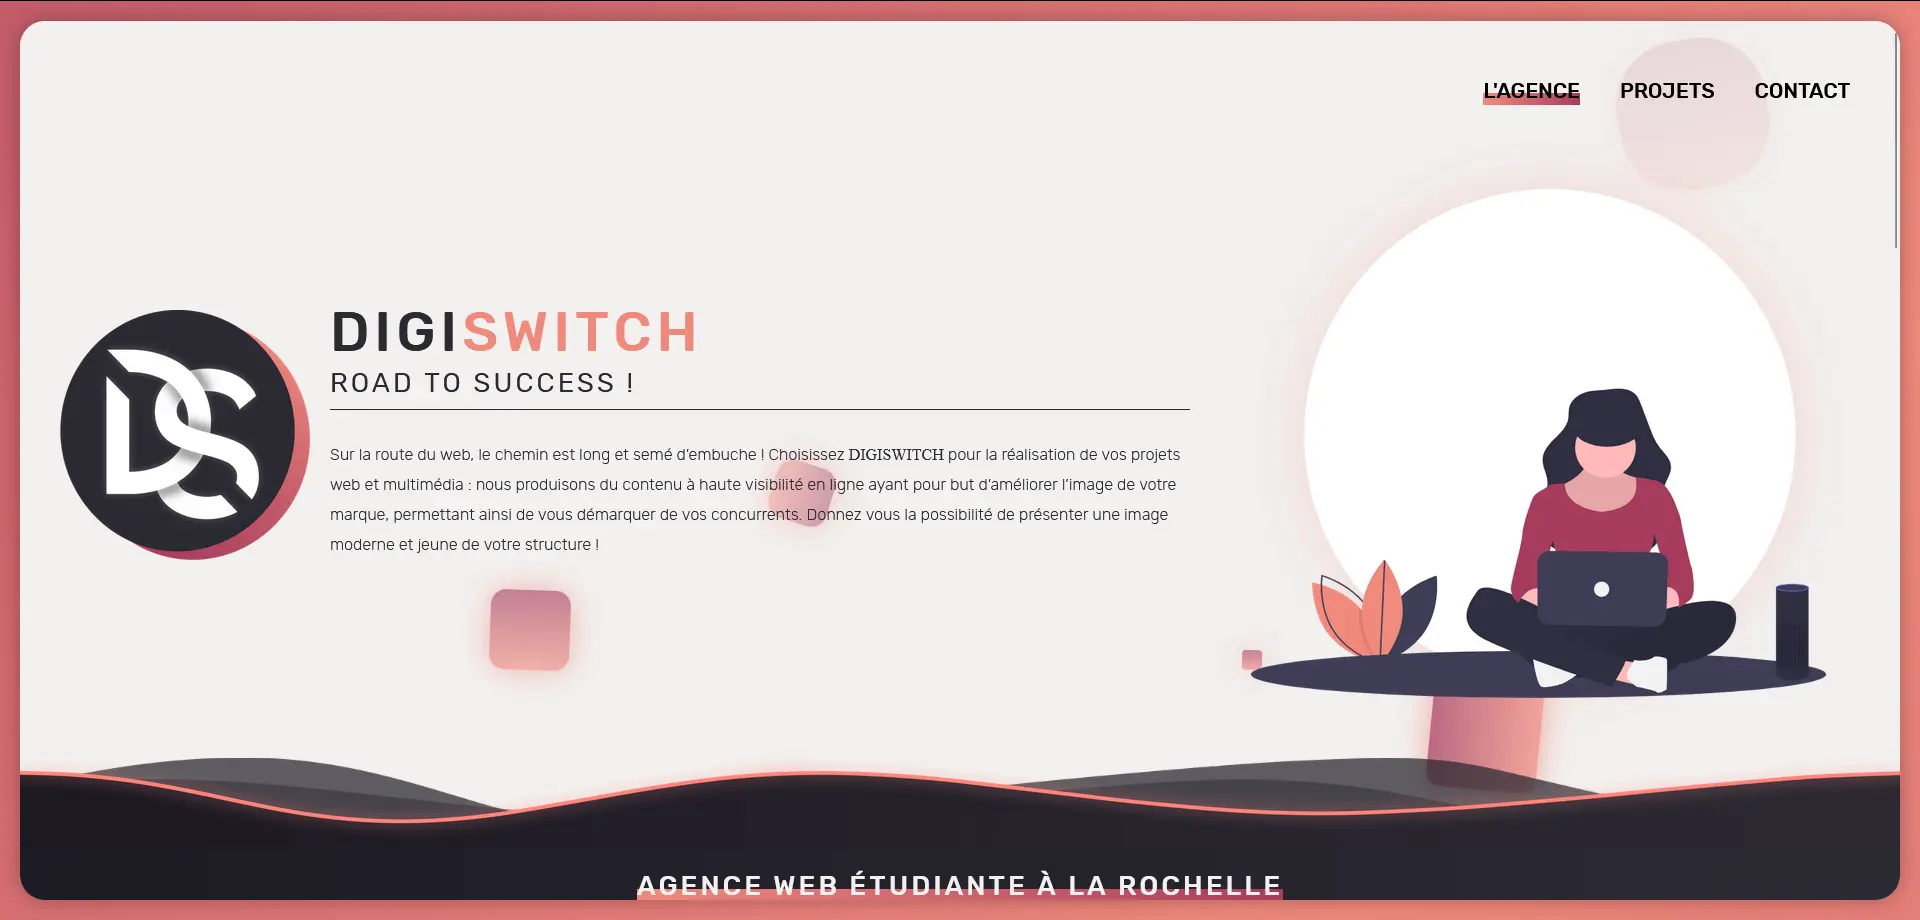 L'AGENCE PROJETS CONTACT
DIGISWITCH
ROAD TO SUCCESS !
DS
Sur la route du web, le chemin est long et semé d’embuche ! Choisissez DIGISWITCH pour la réalisation de vos projets
web et multimédia : nous produisons du contenu à haute visibilité en ligne ayant pour but d’améliorer l’image de votre
marque, permettant ainsi de vous démarquer de vos concurrents. Donnez vous la possibilité de présenter une image
moderne et jeune de votre structure !
AGENCE WEB ÉTUDIANTE À LA ROCHELLE